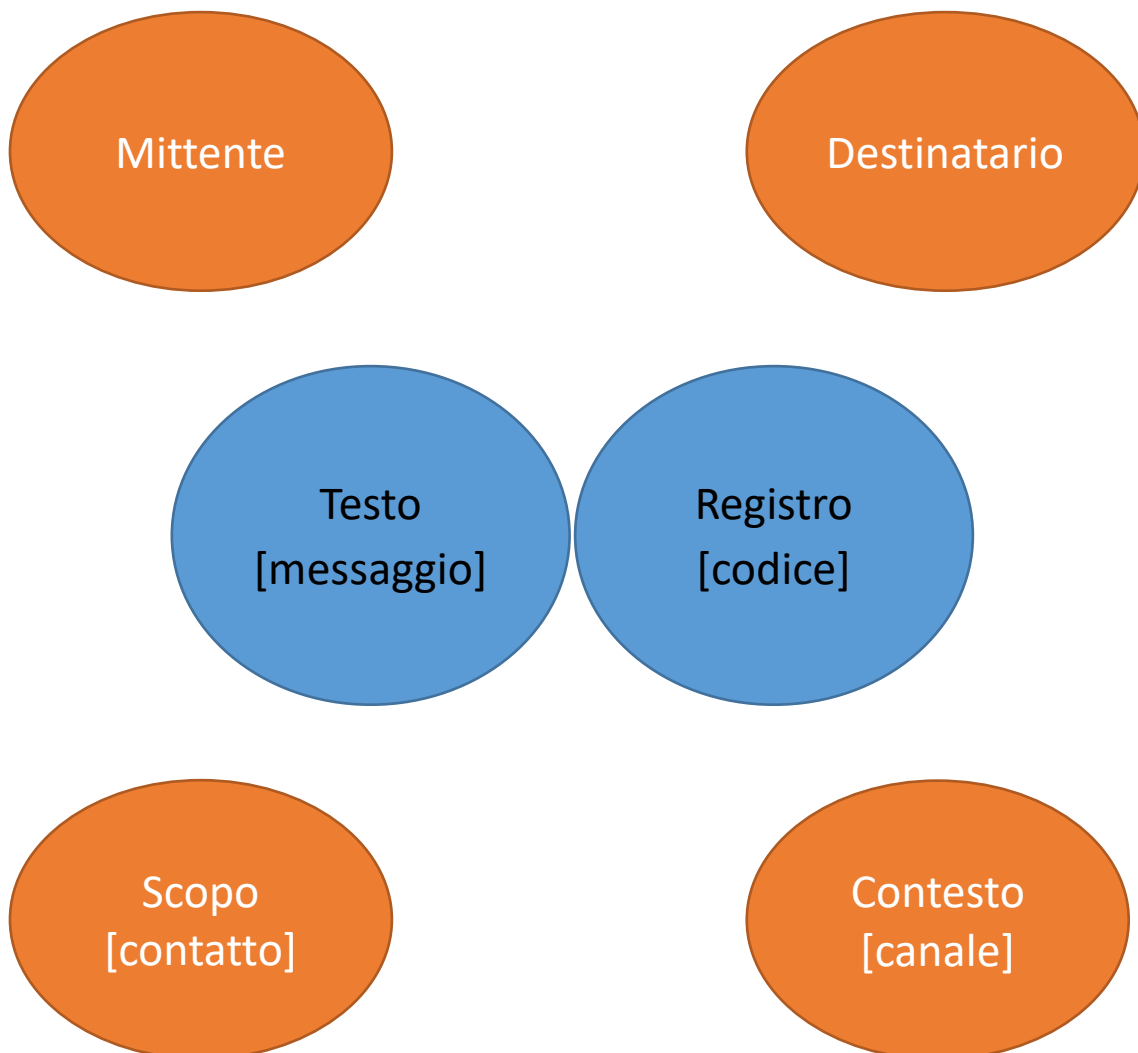 Mittente
Destinatario
Testo
[messaggio]
Registro
[codice]
Scopo
[contatto]
Contesto
[canale]